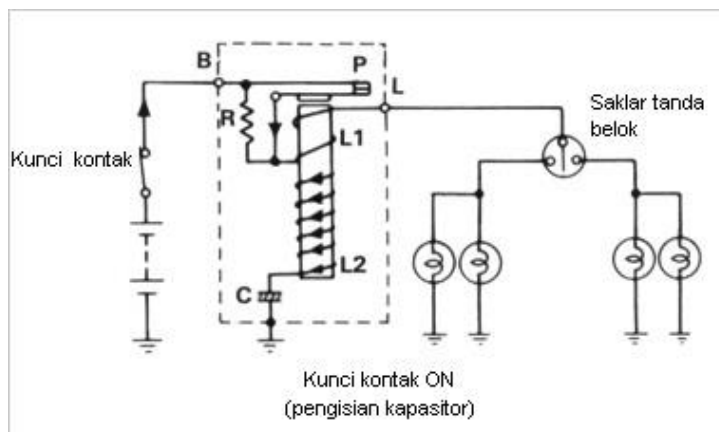 B
P
L
Saklar tanda
belok
R
L1
Kunci kontak
L2
C
Kunci kontak ON
(pengisian kapasitor)